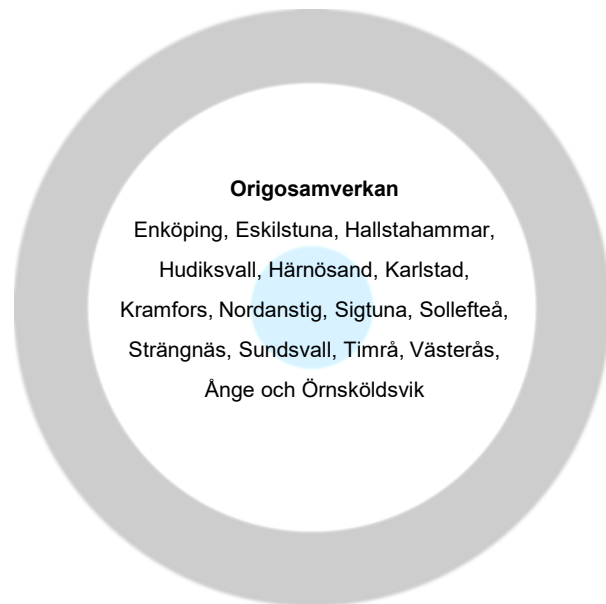 Origosamverkan
Enköping, Eskilstuna, Hallstahammar,
Hudiksvall, Härnösand, Karlstad,
Kramfors, Nordanstig, Sigtuna, Sollefteå,
Strängnäs, Sundsvall, Timrå, Västerås,
Ånge och Örnsköldsvik